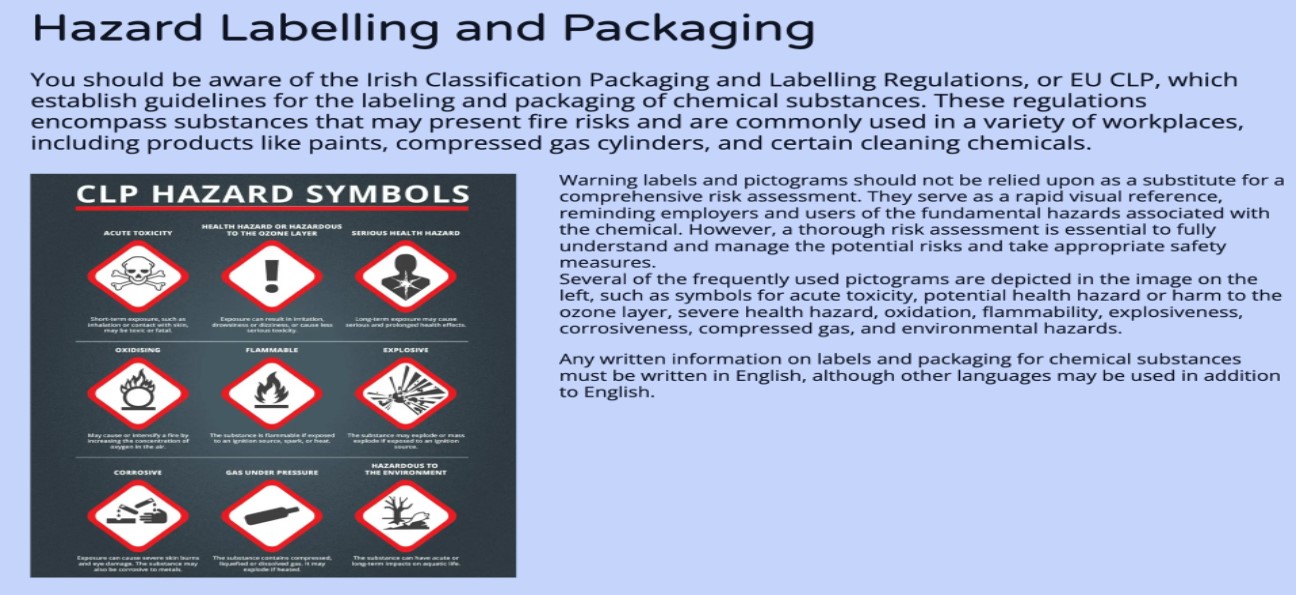 Hazard Labelling and Packaging
You should be aware of the Irish Classification Packaging and Labelling Regulations, or EU CLP, which
establish guidelines for the labeling and packaging of chemical substances. These regulations
encompass substances that may present fire risks and are commonly used in a variety of workplaces,
including products like paints, compressed gas cylinders, and certain cleaning chemicals.
CLP HAZARD SYMBOLS
ACUTE TOXICITY
Short-term exposure, such as
inhalation or contact with skin,
may be toxic or fatal.
HEALTH HAZARD OR HAZARDOUS
TO THE OZONE LAYER
Exposure can result in irritation,
drowsiness or dizziness, or cause less
serious toxicity.
SERIOUS HEALTH HAZARD
Long-term exposure may cause
serious and prolonged health effects.
OXIDISING
May cause or intensify a fire by
increasing the concentration of
oxygen in the air.
FLAMMABLE
The substance is flammable if exposed
to an ignition source, spark, or heat.
EXPLOSIVE
The substance may explode or mass
explode if exposed to an ignition
source.
CORROSIVE
Exposure can cause severe skin burns
and eye damage. The substance may
also be corrosive to metals.
GAS UNDER PRESSURE
The substance contains compressed,
liquefied or dissolved gas. It may
explode if heated.
HAZARDOUS TO
THE ENVIRONMENT
The substance can have acute or
long-term impacts on aquatic life.
Warning labels and pictograms should not be relied upon as a substitute for a
comprehensive risk assessment. They serve as a rapid visual reference,
reminding employers and users of the fundamental hazards associated with
the chemical. However, a thorough risk assessment is essential to fully
understand and manage the potential risks and take appropriate safety
measures.
Several of the frequently used pictograms are depicted in the image on the
left, such as symbols for acute toxicity, potential health hazard or harm to the
ozone layer, severe health hazard, oxidation, flammability, explosiveness,
corrosiveness, compressed gas, and environmental hazards.
Any written information on labels and packaging for chemical substances
must be written in English, although other languages may be used in addition
to English.